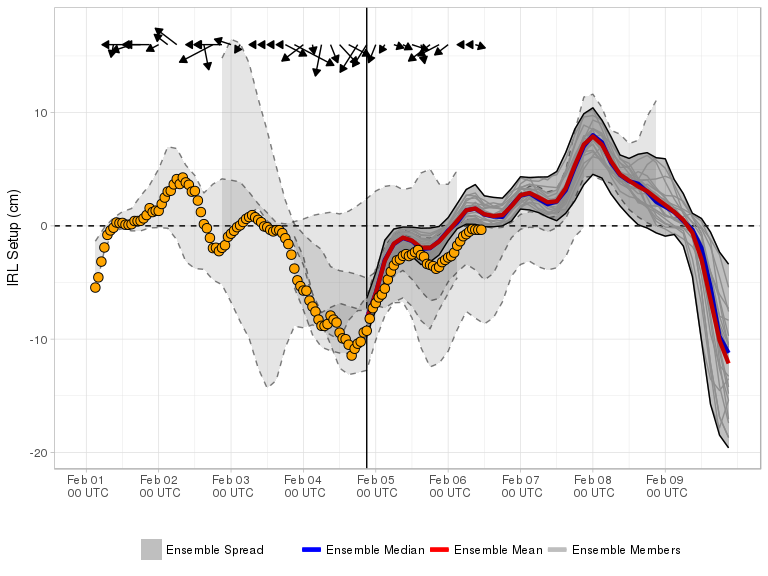 IRL Setup (cm)
10
0
-10
-20
Feb 01 Feb 02 Feb 03 Feb 04 Feb 05 Feb 06 Feb 07 Feb 08 Feb 09
00 UTC 00 UTC 00 UTC 00 UTC 00 UTC 00 UTC 00 UTC 00 UTC 00 UTC
Ensemble Spread Ensemble Median Ensemble Mean Ensemble Members